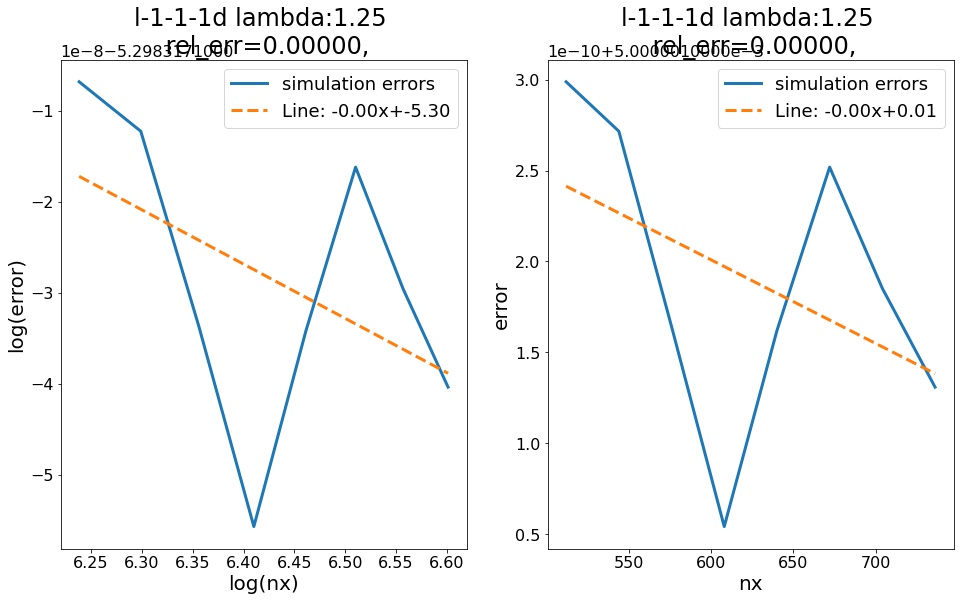 l-1-1-1d lambda:1.25
rel_err=0.00000,
1e−8−5.2983171000
simulation errors
Line: -0.00x+-5.30
−1
−2
−3
−4
−5
log(error)
6.25 6.30 6.35 6.40 6.45 6.50 6.55 6.60
log(nx)
l-1-1-1d lambda:1.25
rel_err=0.00000,
1e−10+5.0000010000e−3
simulation errors
Line: -0.00x+0.01
3.0
2.5
2.0
1.5
1.0
0.5
error
550 600 650 700
nx